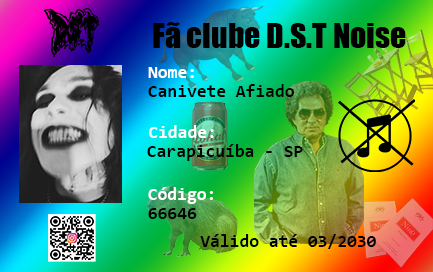 D.S.T
Fã clube D.S.T Noise
Nome:
Canivete Afiado
Cidade:
Carapicuíba - SP
Código:
66646
Válido até 03/2030